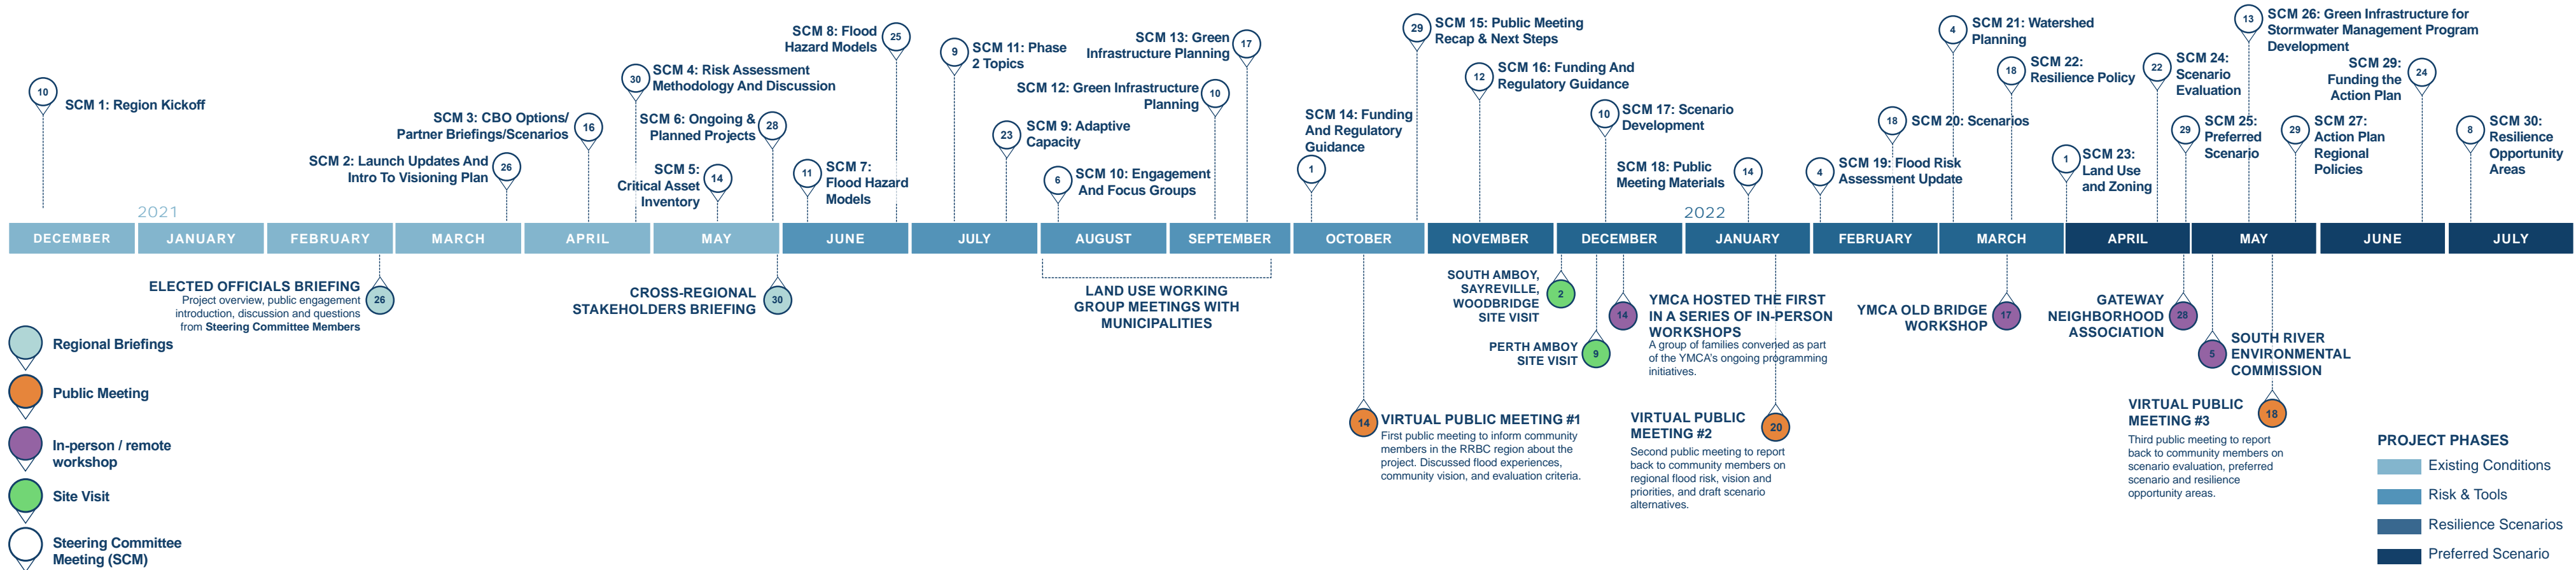 10
SCM 1: Region Kickoff
SCM 2: Launch Updates And
Intro To Visioning Plan
26
SCM 3: CBO Options/
Partner Briefings/Scenarios
16
30
SCM 4: Risk Assessment
Methodology And Discussion
SCM 5:
Critical Asset
Inventory
14
SCM 6: Ongoing &
Planned Projects
28
11
SCM 7:
Flood Hazard
Models
SCM 8: Flood
Hazard Models
25
9
SCM 11: Phase
2 Topics
23
SCM 9: Adaptive
Capacity
6
SCM 10: Engagement
And Focus Groups
SCM 12: Green Infrastructure
Planning
10
SCM 13: Green
Infrastructure Planning
17
SCM 14: Funding
And Regulatory
Guidance
1
29
SCM 15: Public Meeting
Recap & Next Steps
12
SCM 16: Funding And
Regulatory Guidance
10
SCM 17: Scenario
Development
SCM 18: Public
Meeting Materials
14
4
SCM 19: Flood Risk
Assessment Update
18
SCM 20: Scenarios
4
SCM 21: Watershed
Planning
18
SCM 22:
Resilience Policy
1
SCM 23:
Land Use
and Zoning
22
SCM 24:
Scenario
Evaluation
29
SCM 25:
Preferred
Scenario
13
SCM 26: Green Infrastructure for
Stormwater Management Program
Development
29
SCM 27:
Action Plan
Regional
Policies
SCM 29:
Funding the
Action Plan
24
8
SCM 30:
Resilience
Opportunity
Areas
2021
2022
DECEMBER
JANUARY
FEBRUARY
MARCH
APRIL
MAY
JUNE
JULY
AUGUST
SEPTEMBER
OCTOBER
NOVEMBER
DECEMBER
JANUARY
FEBRUARY
MARCH
APRIL
MAY
JUNE
JULY
ELECTED OFFICIALS BRIEFING
Project overview, public engagement
introduction, discussion and questions
from Steering Committee Members
26
CROSS-REGIONAL
STAKEHOLDERS BRIEFING
30
LAND USE WORKING
GROUP MEETINGS WITH
MUNICIPALITIES
SOUTH AMBOY,
SAYREVILLE,
WOODBRIDGE
SITE VISIT
2
PERTH AMBOY
SITE VISIT
9
14
YMCA HOSTED THE FIRST
IN A SERIES OF IN-PERSON
WORKSHOPS
A group of families convened as part
of the YMCA's ongoing programming
initiatives.
YMCA OLD BRIDGE
WORKSHOP
17
GATEWAY
NEIGHBORHOOD
ASSOCIATION
28
5
SOUTH RIVER
ENVIRONMENTAL
COMMISSION
14
VIRTUAL PUBLIC MEETING #1
First public meeting to inform community
members in the RRBC region about the
project. Discussed flood experiences,
community vision, and evaluation criteria.
VIRTUAL PUBLIC
MEETING #2
20
Second public meeting to report
back to community members on
regional flood risk, vision and
priorities, and draft scenario
alternatives.
VIRTUAL PUBLIC
MEETING #3
18
Third public meeting to report
back to community members on
scenario evaluation, preferred
scenario and resilience
opportunity areas.
Regional Briefings
Public Meeting
In-person / remote
workshop
Site Visit
Steering Committee
Meeting (SCM)
PROJECT PHASES
Existing Conditions
Risk & Tools
Resilience Scenarios
Preferred Scenario